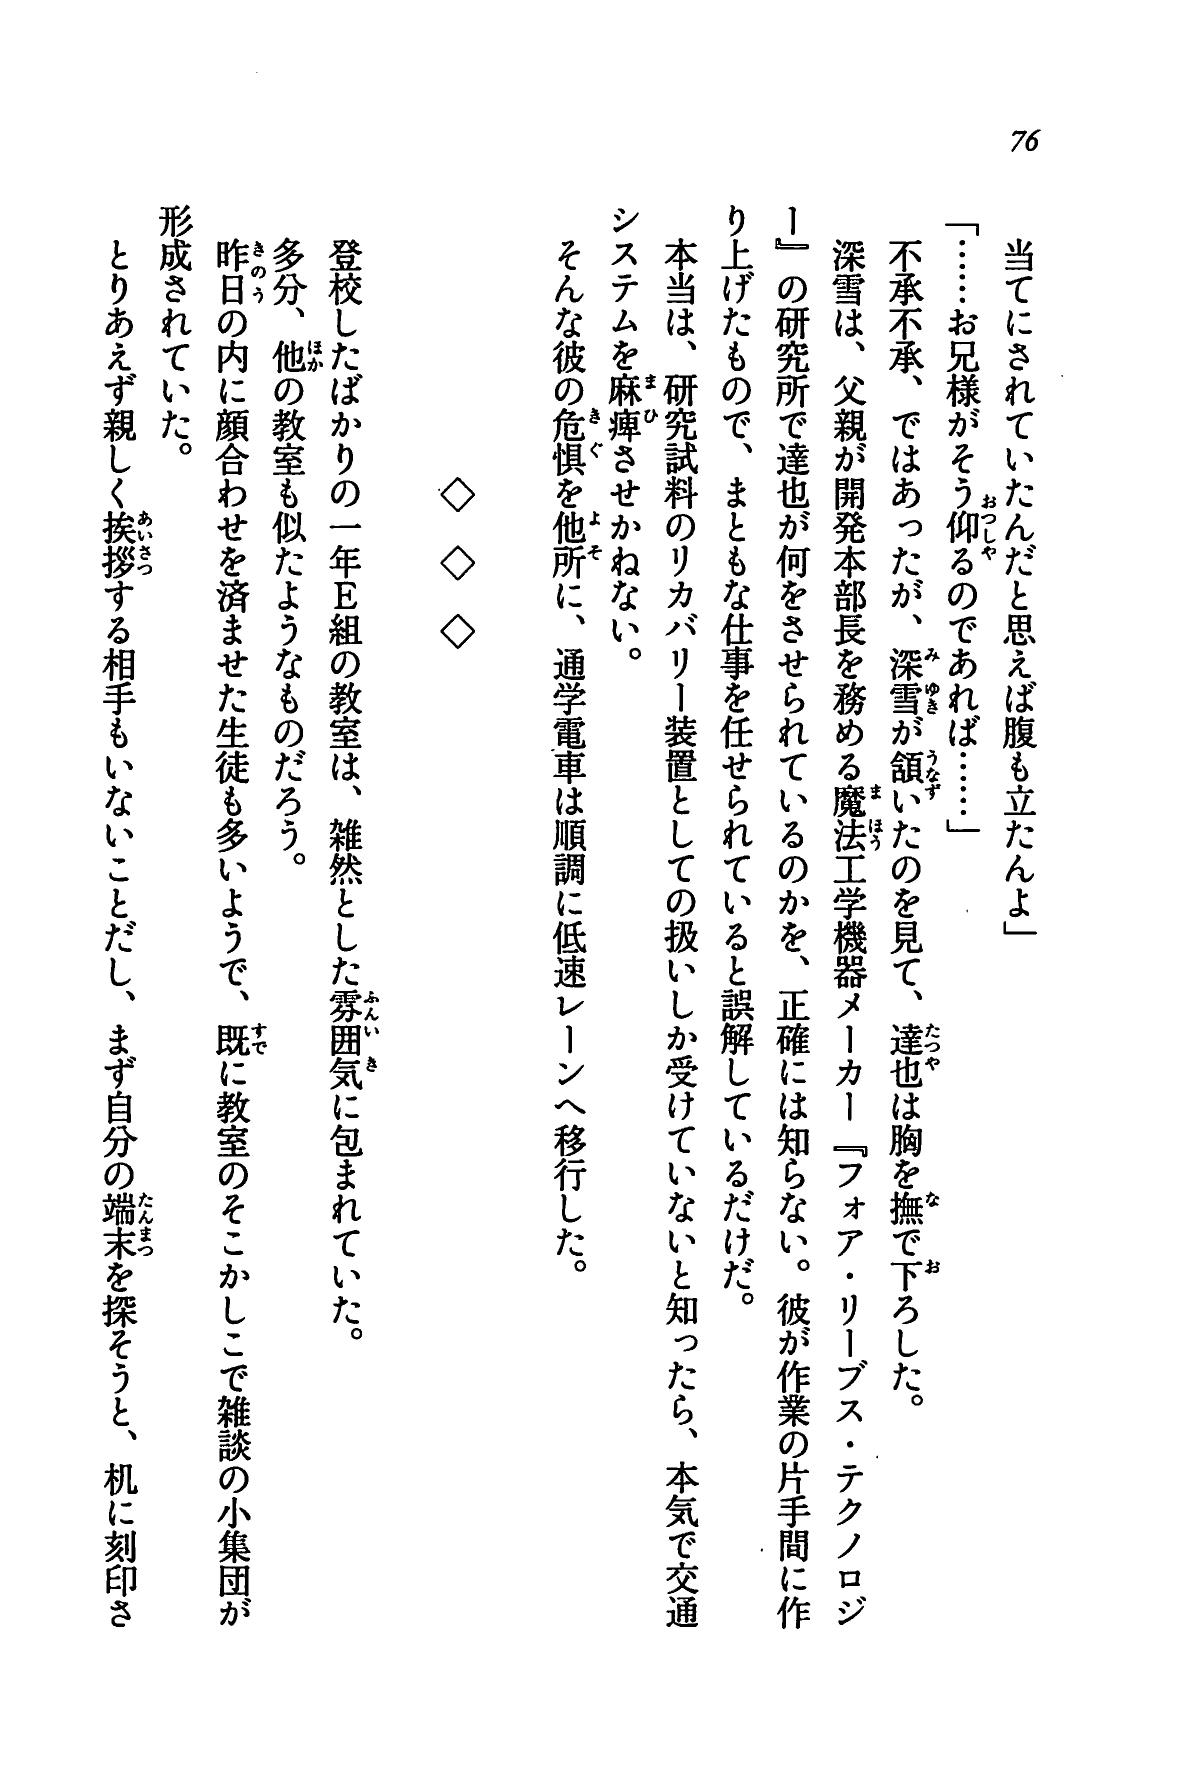 76
当てにされていたんだと思えば腹も立たんよ」
「……お兄様がそう仰るのであれば……」
不承不承、ではあったが、深雪が頷いたのを見て、達也は胸を撫で下ろした。
深雪は、父親が開発本部長を務める魔法工学機器メーカー『フォア・リーブス・テクノロジ
ー』の研究所で達也が何をさせられているのかを、正確には知らない。彼が作業の片手間に作
り上げたもので、まともな仕事を任せられていると誤解しているだけだ。
本当は、研究試料のリカバリー装置としての扱いしか受けていないと知ったら、本気で交通
システムを麻痺させかねない。
そんな彼の危惧を他所に、通学電車は順調に低速レーンへ移行した。
◇ ◇ ◇
登校したばかりの一年E組の教室は、雑然とした雰囲気に包まれていた。
多分、他の教室も似たようなものだろう。
昨日の内に顔合わせを済ませた生徒も多いようで、既に教室のそこかしこで雑談の小集団が
形成されていた。
とりあえず親しく挨拶する相手もいないことだし、まず自分の端末を探そうと、机に刻印さ